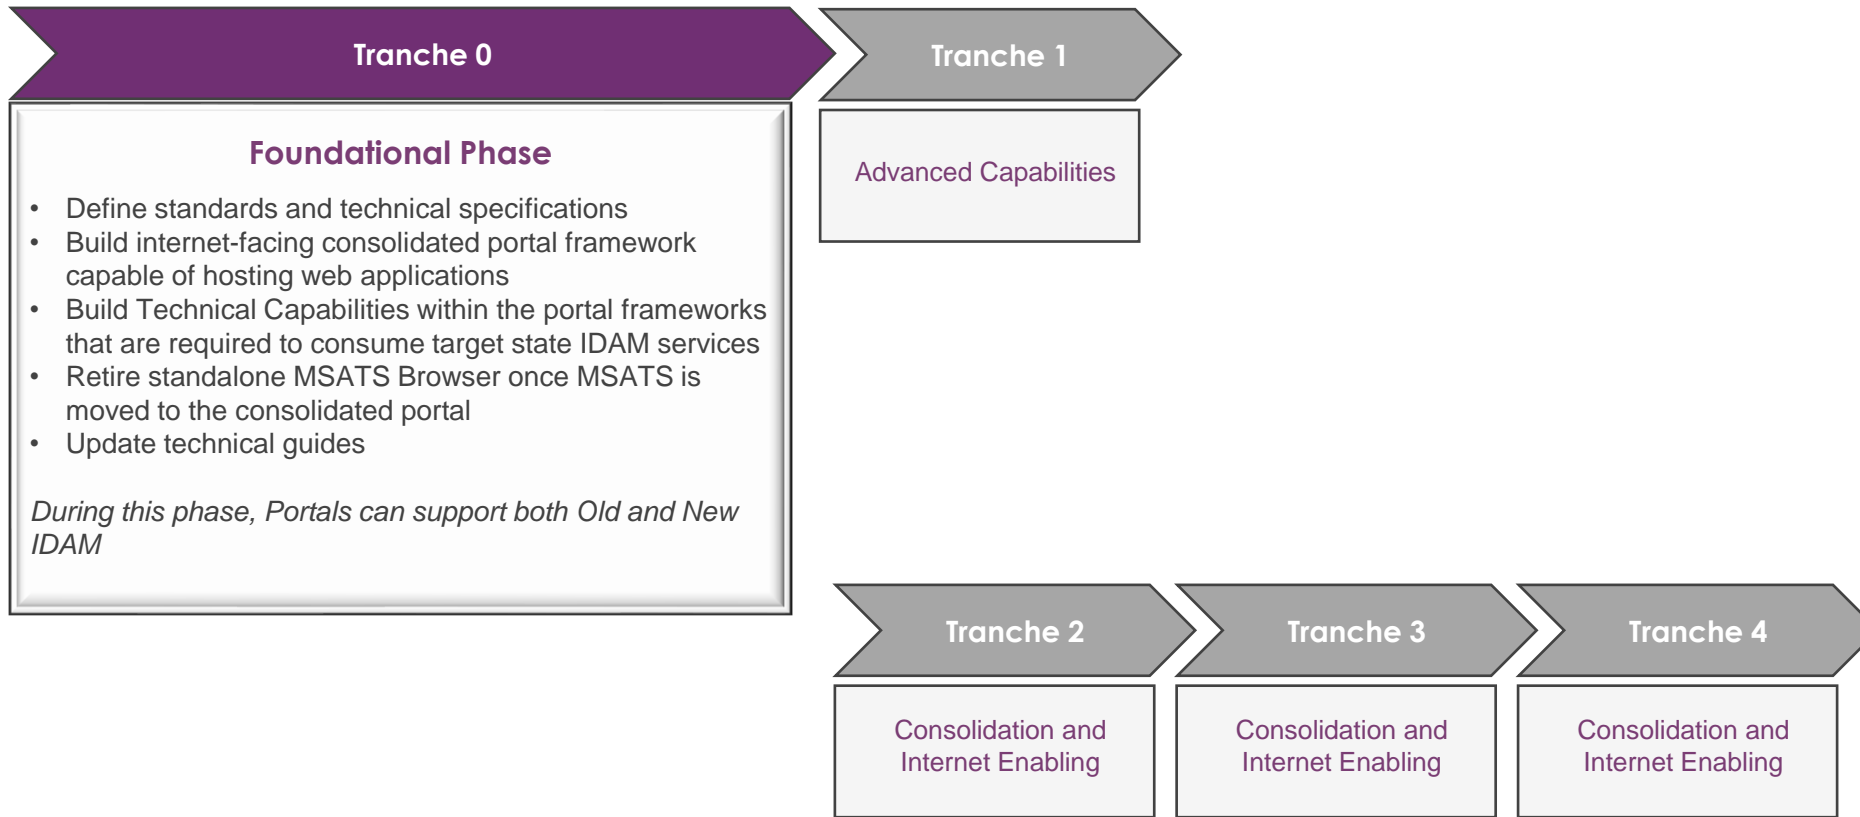 Tranche 0
Tranche 1
Foundational Phase
• Define standards and technical specifications
• Build internet-facing consolidated portal framework
capable of hosting web applications
• Build Technical Capabilities within the portal frameworks
that are required to consume target state IDAM services
• Retire standalone MSATS Browser once MSATS is
moved to the consolidated portal
• Update technical guides
During this phase, Portals can support both Old and New
IDAM
Advanced Capabilities
Tranche 2
Tranche 3
Tranche 4
Consolidation and
Internet Enabling
Consolidation and
Internet Enabling
Consolidation and
Internet Enabling